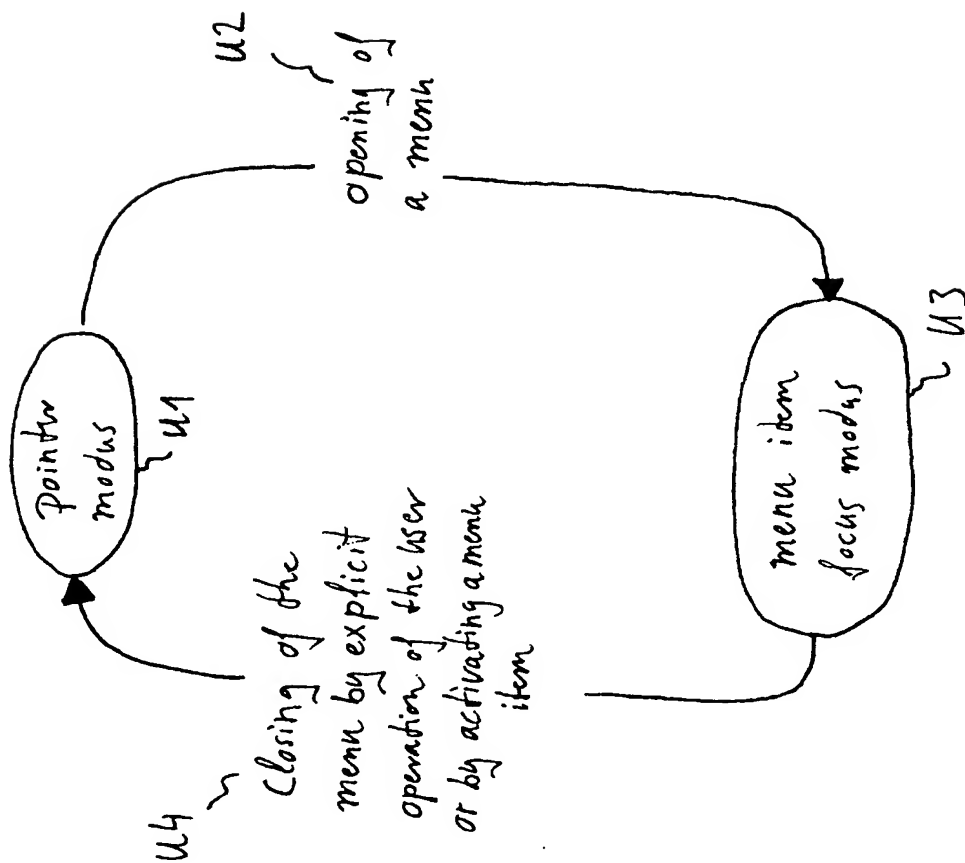 U2
opening of
a menu
pointer
modus
U1
U4
Closing of the
menu by explicit
operation of the user
or by activating a menu
item
menu item
focus modus
U3